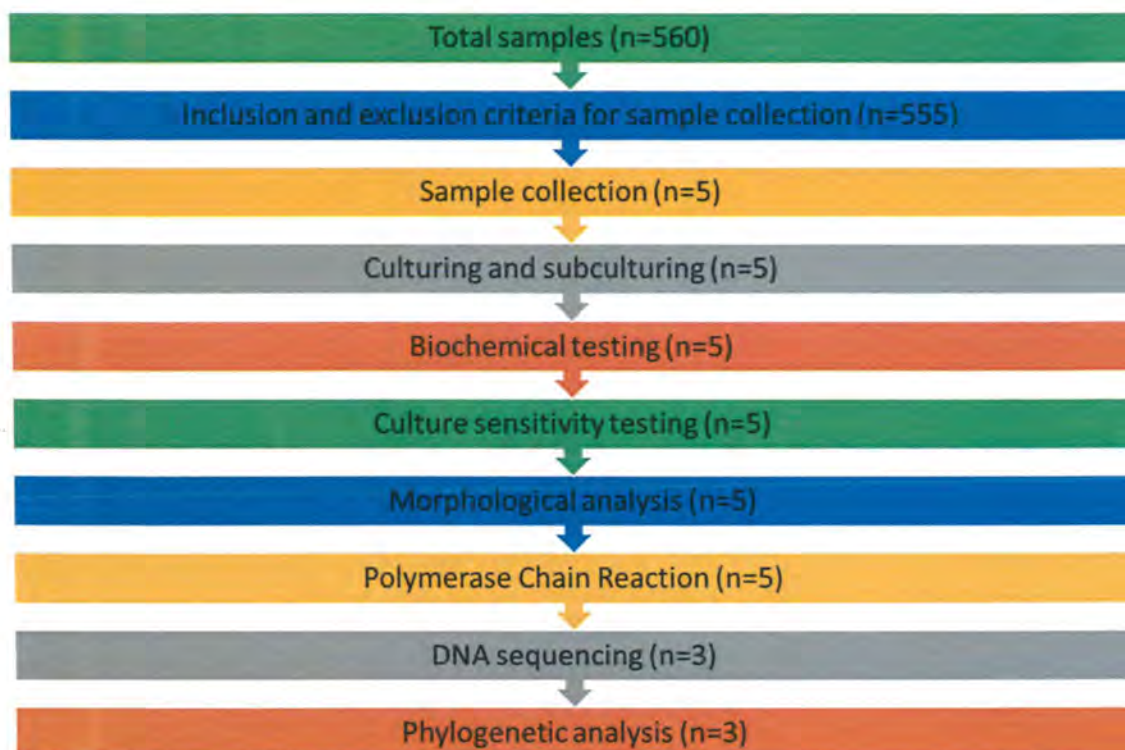 Total samples (n=560)
Inclusion and exclusion criteria for sample collection (n=555)
Sample collection (n=5)
Culturing and subculturing (n=5)
Biochemical testing (n=5)
Culture sensitivity testing (n=5)
Morphological analysis (n=5)
Polymerase Chain Reaction (n=5)
DNA sequencing (n=3)
Phylogenetic analysis (n=3)